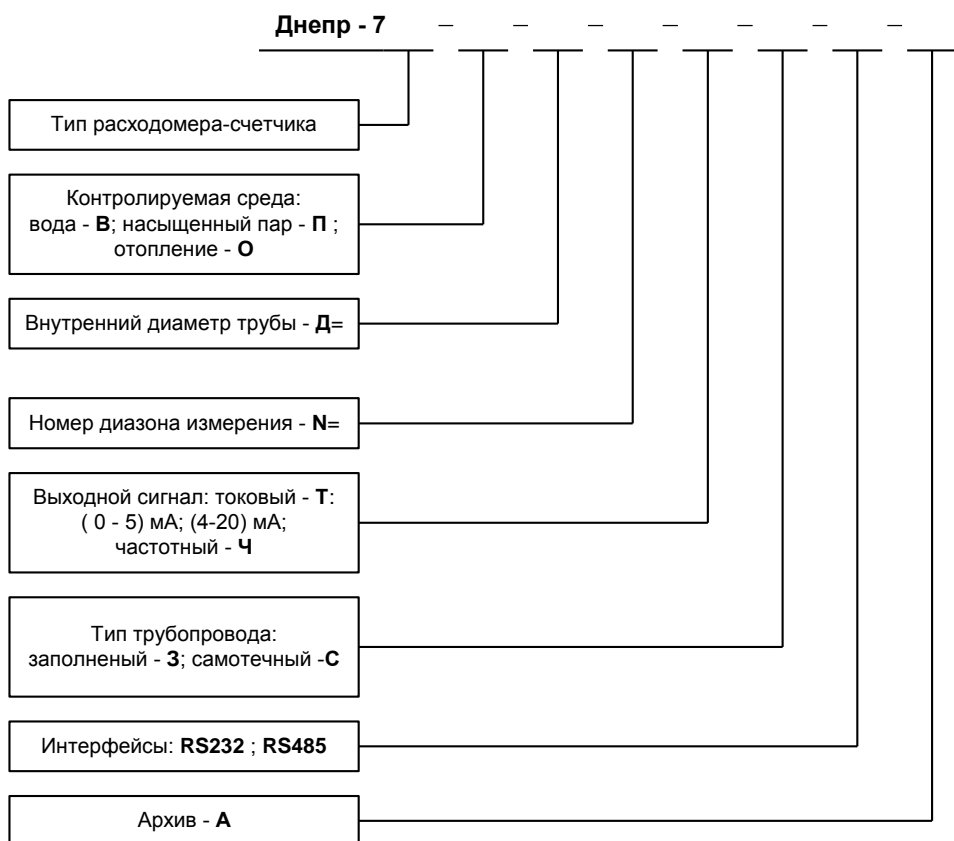 Днепр - 7 – – – – – – –
Тип расходомера-счетчика
Контролируемая среда:
вода - В; насыщенный пар - П ;
отопление - О
Внутренний диаметр трубы - Д=
Номер диазона измерения - N=
Выходной сигнал: токовый - Т:
( 0 - 5) мА; (4-20) мА;
частотный - Ч
Тип трубопровода:
заполненый - З; самотечный -С
Интерфейсы: RS232 ; RS485
Архив - А